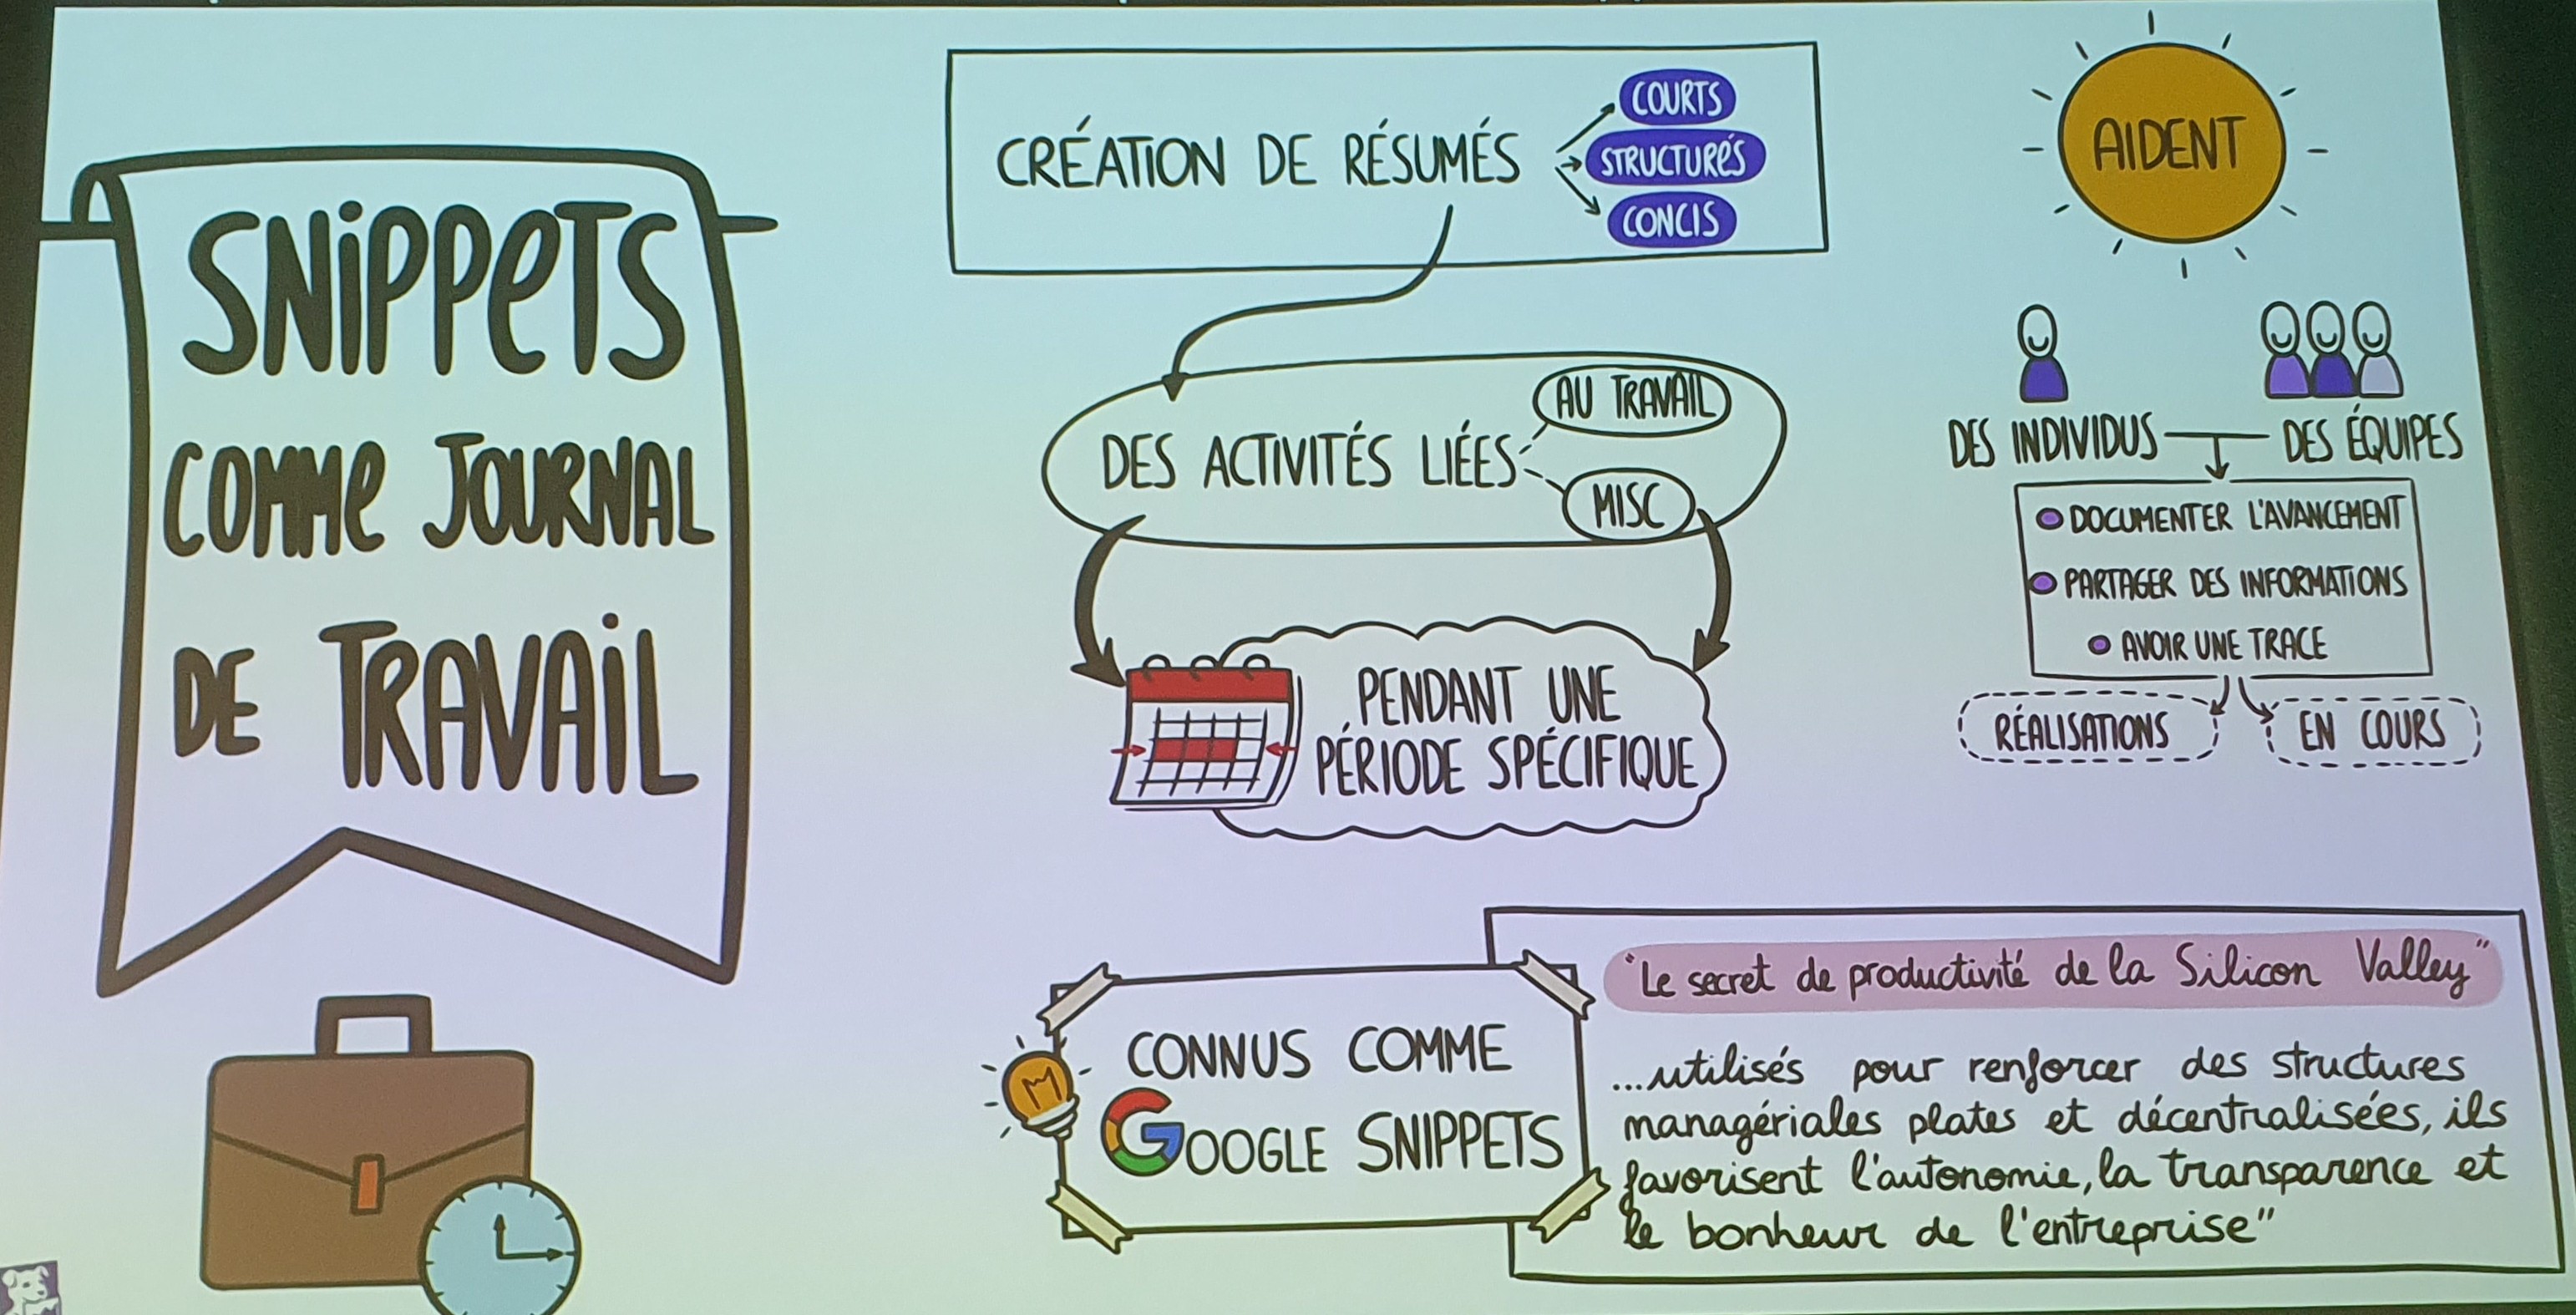 SNiPPeTS
COMMe JOURNAL
DE TRAVAiL
CRÉATION DE RÉSUMÉS
COURTS
STRUCTURéS
CONCIS
DES ACTIVITÉS LIÉES
AU TRAVAIL
MISC
PENDANT UNE
PÉRIODE SPÉCIFIQUE
AIDENT
DES INDIVIDUS
DES ÉQUIPES
DOCUMENTER L'AVANCEMENT
PARTAGER DES INFORMATIONS
AVOIR UNE TRACE
RÉALISATIONS
EN COURS
CONNUS COMME
GOOGLE SNIPPETS
"Le secret de productivité de la Silicon Valley"
...utilisés pour renforcer des structures
managériales plates et décentralisées, ils
favorisent l'autonomie, la transparence et
le bonheur de l'entreprise"